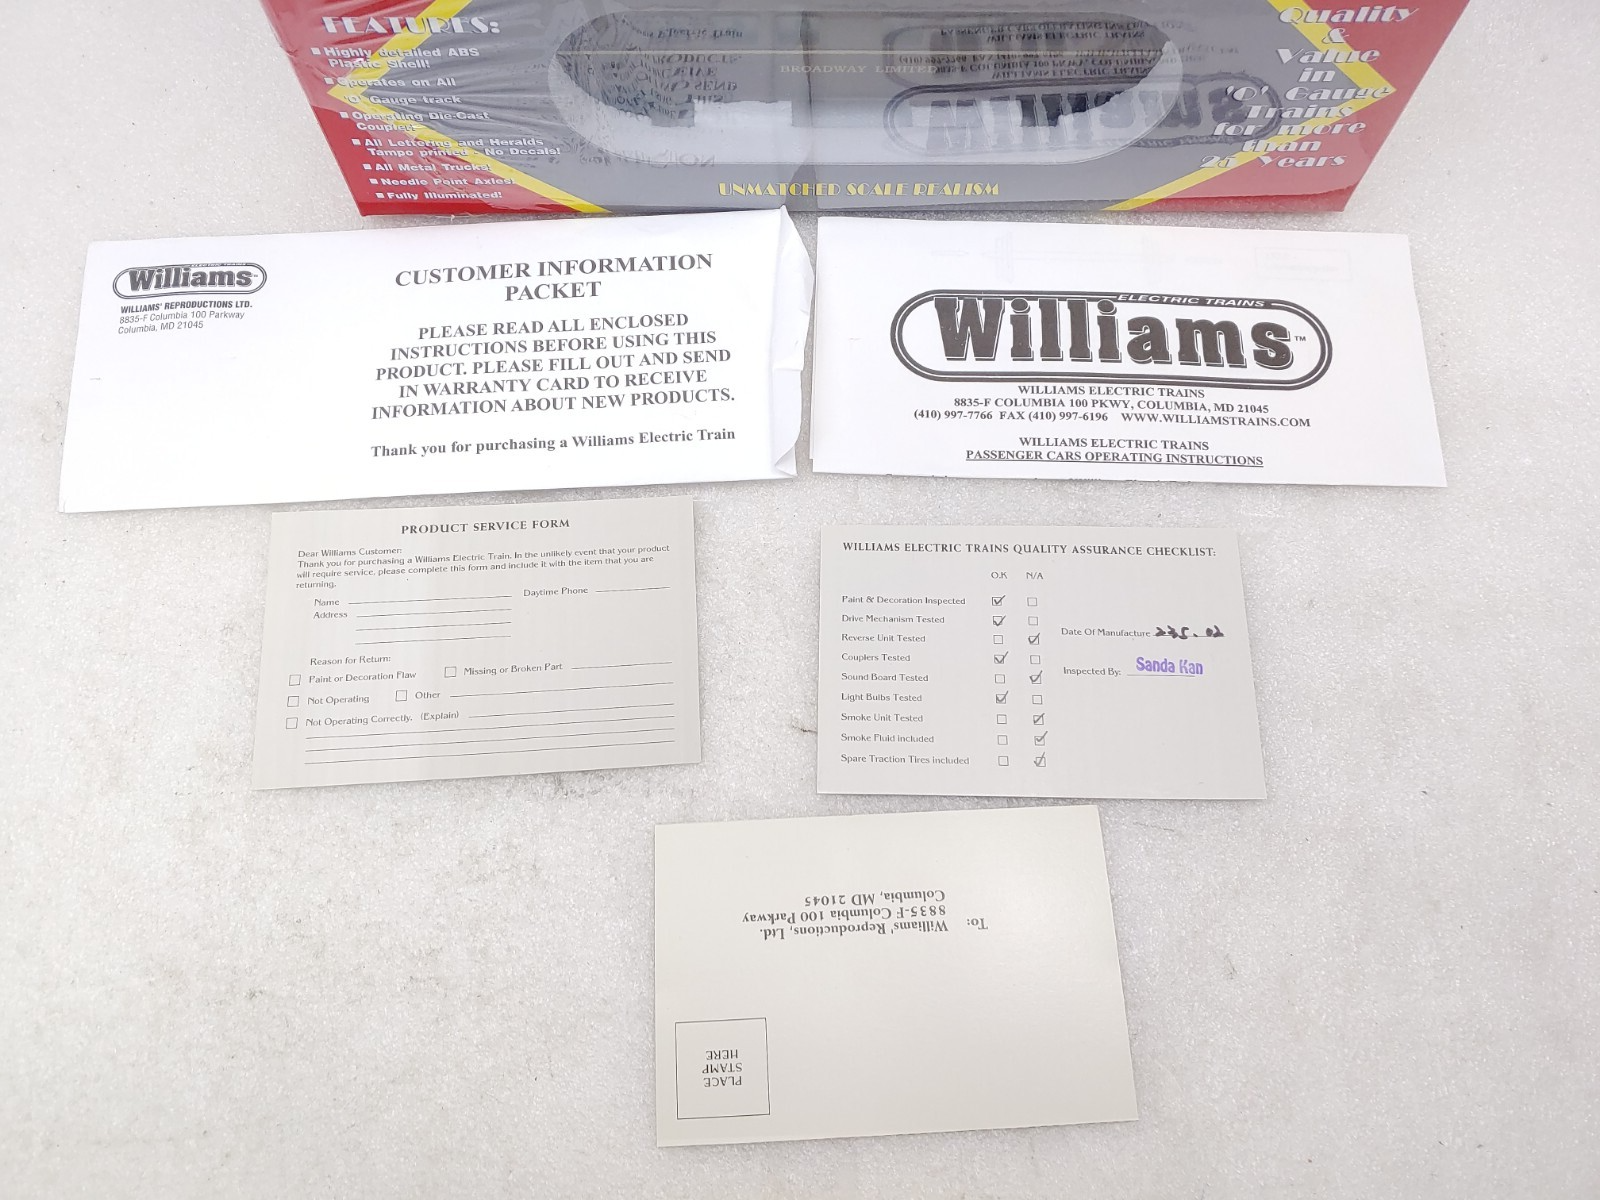 FEATURES:
■ Highly detailed ABS
Plastic Shell!
■ Operates on All
'O' Gauge track
■ Operating Die-Cast
Coupler
■ All Lettering and Heralds
Tampo printed - No Decals!
■ All Metal Trucks!
■ Needle Point Axles!
■ Fully Illuminated!
BROADWAY LIMITED
UNMATCHED SCALE REALISM
Quality
&
Value
in
'O' Gauge
Trains
for more
than
25 Years
ELECTRIC TRAINS
Williams™
WILLIAMS' REPRODUCTIONS LTD.
8835-F Columbia 100 Parkway
Columbia, MD 21045
CUSTOMER INFORMATION
PACKET
PLEASE READ ALL ENCLOSED
INSTRUCTIONS BEFORE USING THIS
PRODUCT. PLEASE FILL OUT AND SEND
IN WARRANTY CARD TO RECEIVE
INFORMATION ABOUT NEW PRODUCTS.
Thank you for purchasing a Williams Electric Train
ELECTRIC TRAINS
Williams™
WILLIAMS ELECTRIC TRAINS
8835-F COLUMBIA 100 PKWY, COLUMBIA, MD 21045
(410) 997-7766 FAX (410) 997-6196 WWW.WILLIAMSTRAINS.COM
WILLIAMS ELECTRIC TRAINS
PASSENGER CARS OPERATING INSTRUCTIONS
PRODUCT SERVICE FORM
Dear Williams Customer:
Thank you for purchasing a Williams Electric Train. In the unlikely event that your product
will require service, please complete this form and include it with the item that you are
returning.
Name Daytime Phone
Address
Reason for Return:
Paint or Decoration Flaw Missing or Broken Part
Not Operating Other
Not Operating Correctly. (Explain)
WILLIAMS ELECTRIC TRAINS QUALITY ASSURANCE CHECKLIST:
O.K N/A
Paint & Decoration Inspected
Drive Mechanism Tested
Reverse Unit Tested
Couplers Tested
Sound Board Tested
Light Bulbs Tested
Smoke Unit Tested
Smoke Fluid included
Spare Traction Tires included
Date Of Manufacture
Inspected By: Sanda Kan
To: Williams' Reproductions, Ltd.
8835-F Columbia 100 Parkway
Columbia, MD 21045
PLACE
STAMP
HERE